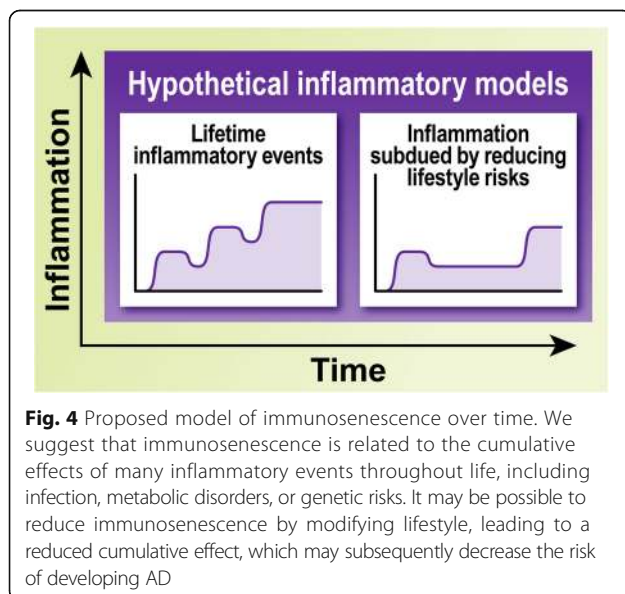 Hypothetical inflammatory models
Lifetime
inflammatory events
Inflammation
subdued by reducing
lifestyle risks
Inflammation
Time
Fig. 4 Proposed model of immunosenescence over time. We
suggest that immunosenescence is related to the cumulative
effects of many inflammatory events throughout life, including
infection, metabolic disorders, or genetic risks. It may be possible to
reduce immunosenescence by modifying lifestyle, leading to a
reduced cumulative effect, which may subsequently decrease the risk
of developing AD